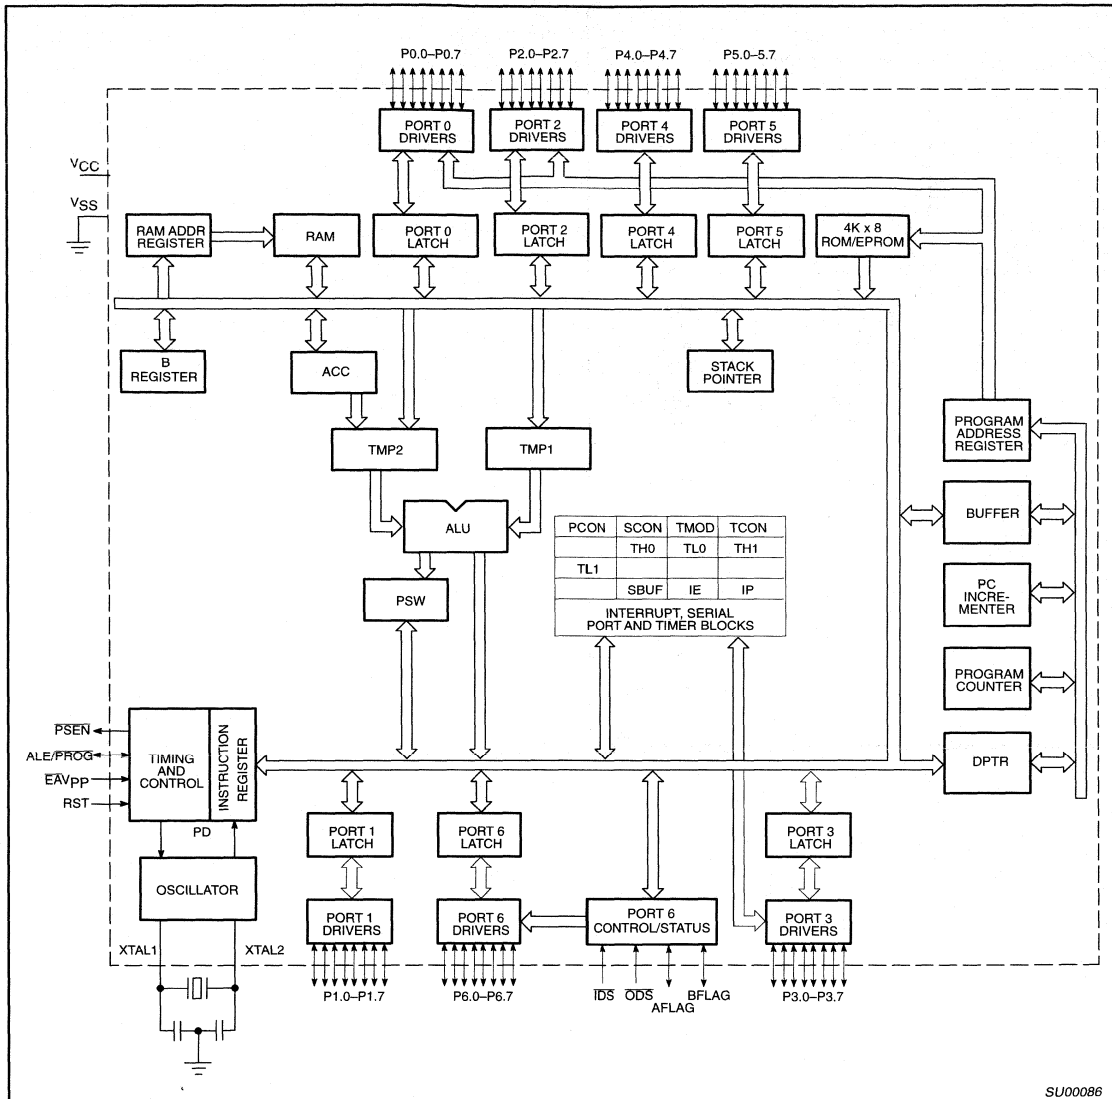 P0.0–P0.7
P2.0–P2.7
P4.0–P4.7
P5.0–5.7
PORT 0
DRIVERS
PORT 2
DRIVERS
PORT 4
DRIVERS
PORT 5
DRIVERS
VCC
VSS
RAM ADDR
REGISTER
RAM
PORT 0
LATCH
PORT 2
LATCH
PORT 4
LATCH
PORT 5
LATCH
4K x 8
ROM/EPROM
B
REGISTER
ACC
STACK
POINTER
PROGRAM
ADDRESS
REGISTER
TMP2
TMP1
ALU
BUFFER
PCON SCON TMOD TCON
TH0 TL0 TH1
TL1
SBUF IE IP
INTERRUPT, SERIAL
PORT AND TIMER BLOCKS
PSW
PC
INCRE-
MENTER
PROGRAM
COUNTER
PSEN
ALE/PROG
EAVPP
RST
TIMING
AND
CONTROL
INSTRUCTION
REGISTER
DPTR
PD
PORT 1
LATCH
PORT 6
LATCH
PORT 3
LATCH
OSCILLATOR
PORT 1
DRIVERS
PORT 6
DRIVERS
PORT 6
CONTROL/STATUS
PORT 3
DRIVERS
XTAL1
XTAL2
P1.0–P1.7
P6.0–P6.7
IDS
ODS
AFLAG
BFLAG
P3.0–P3.7
SU00086